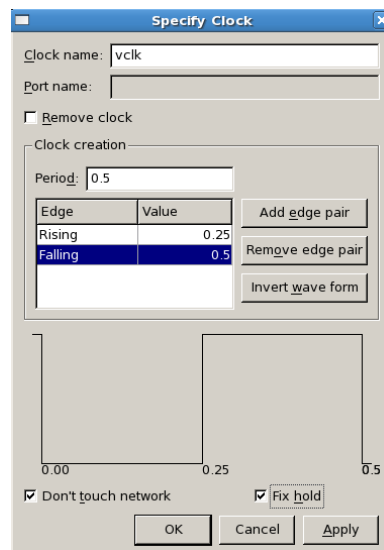 Specify Clock
Clock name: vclk
Port name:
Remove clock
Clock creation
Period: 0.5
Edge Value Add edge pair
Rising 0.25
Falling 0.5 Remove edge pair
Invert wave form
0.00 0.25 0.5
Don't touch network Fix hold
OK Cancel Apply